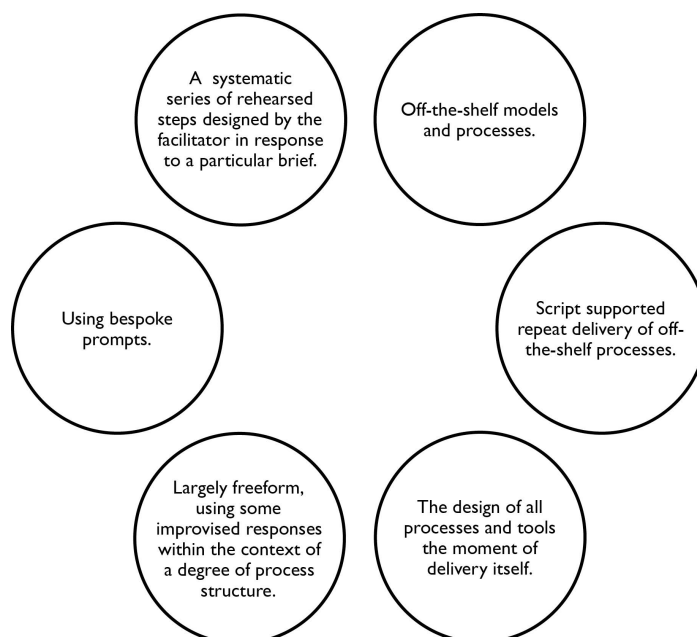 A systematic
series of rehearsed
steps designed by the
facilitator in response
to a particular brief.
Off-the-shelf models
and processes.
Using bespoke
prompts.
Script supported
repeat delivery of off-
the-shelf processes.
Largely freeform,
using some
improvised responses
within the context of
a degree of process
structure.
The design of all
processes and tools
the moment of
delivery itself.